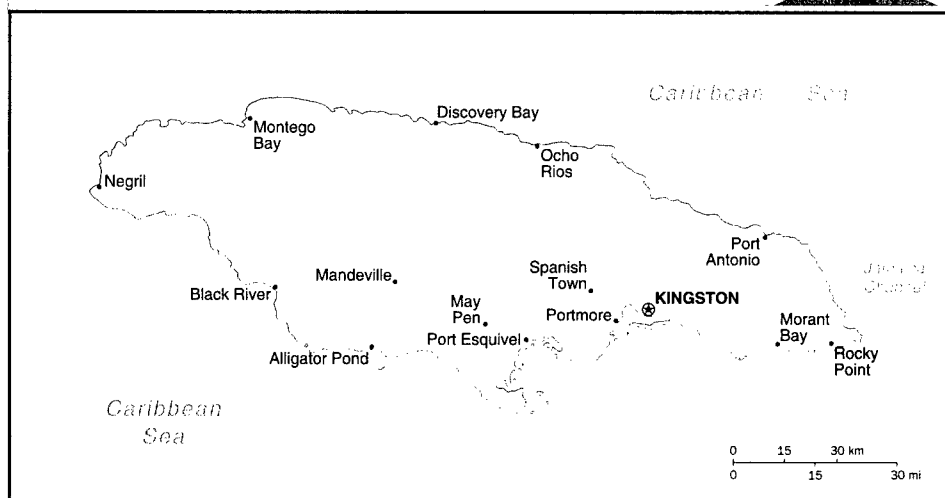 Caribbean Sea
Discovery Bay
Montego
Bay
Ocho
Rios
Negril
Port
Antonio
Jamaica
Channel
Spanish
Town
Mandeville
Black River
KINGSTON
May
Pen
Portmore
Morant
Bay
Port Esquivel
Alligator Pond
Rocky
Point
Caribbean
Sea
0 15 30 km
0 15 30 mi